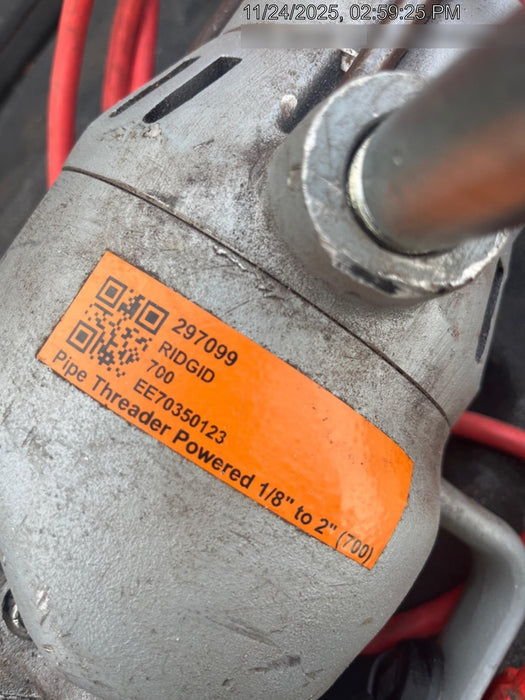 11/24/2025, 02:59:25 PM
297099
RIDGID
700
EE70350123
Pipe Threader Powered 1/8" to 2" (700)